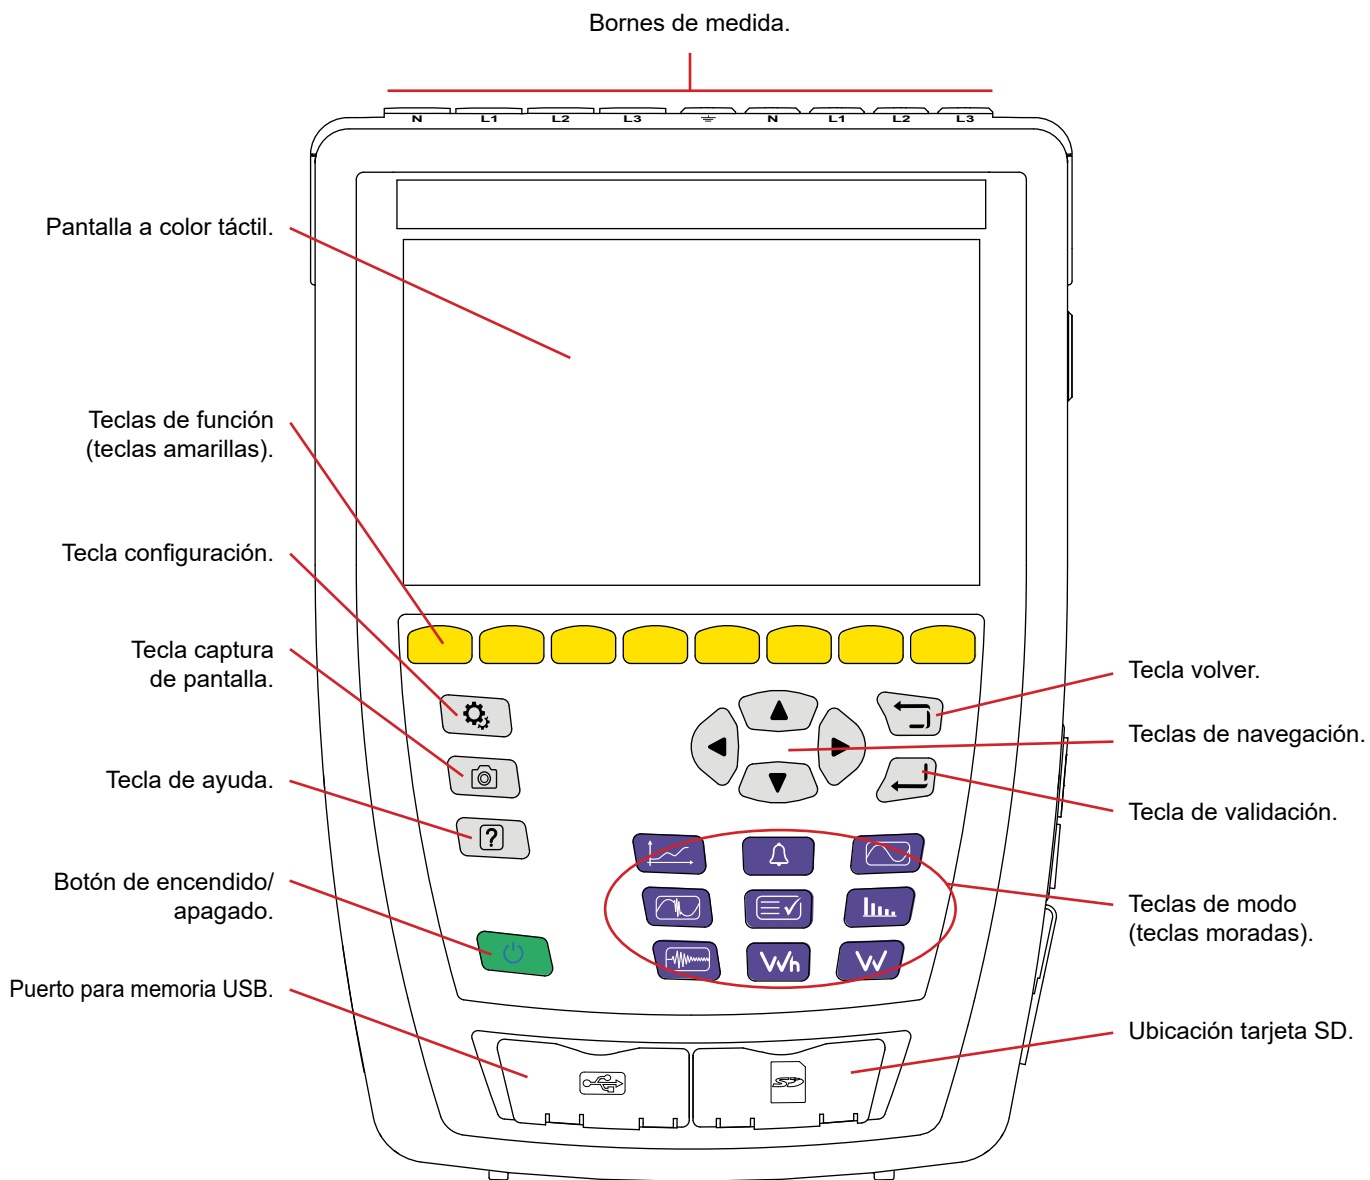 Bornes de medida.
N L1 L2 L3 N L1 L2 L3
Pantalla a color táctil.
Teclas de función
(teclas amarillas).
Tecla configuración.
Tecla captura
de pantalla.
Tecla de ayuda.
Botón de encendido/
apagado.
Puerto para memoria USB.
Tecla volver.
Teclas de navegación.
Tecla de validación.
Teclas de modo
(teclas moradas).
Ubicación tarjeta SD.
?
Wh W
SD